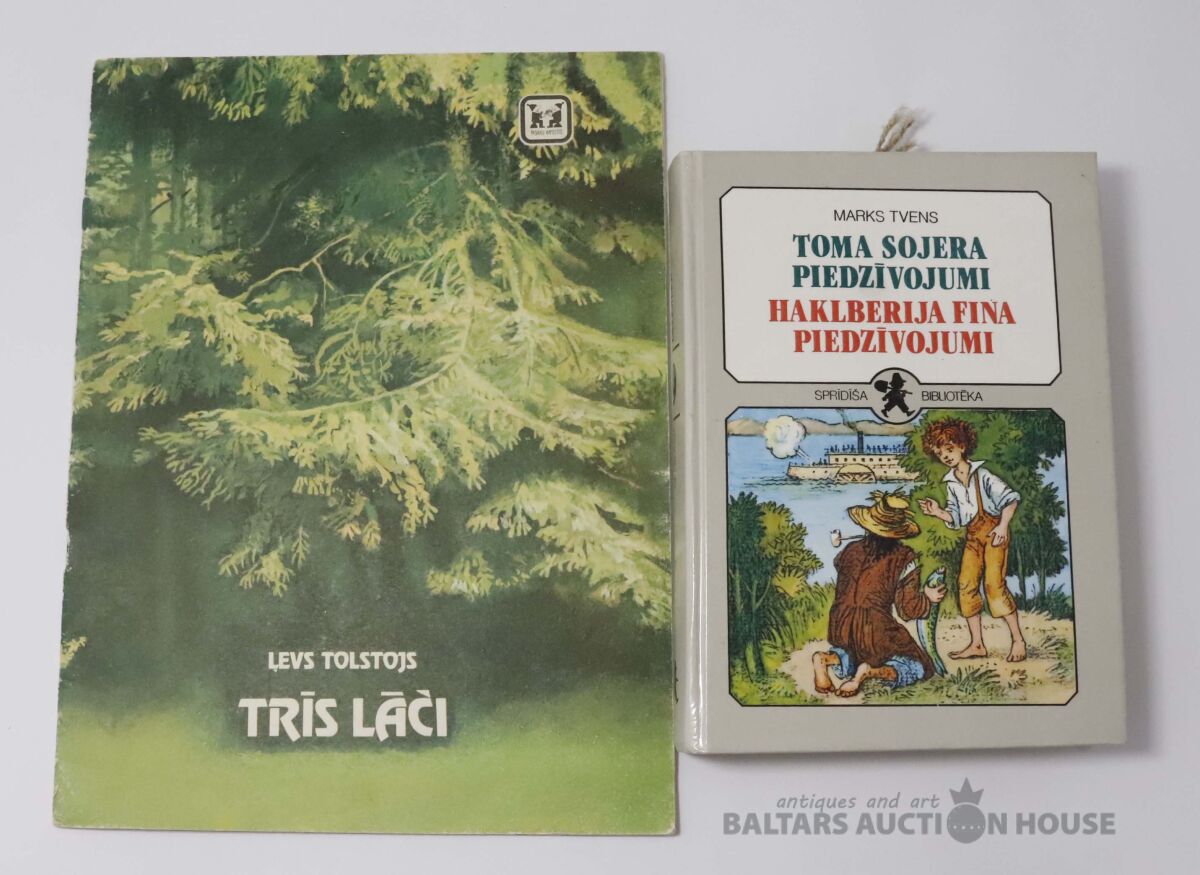 ĻEVS TOLSTOJS
TRĪS LĀČI
MARKS TVENS
TOMA SOJERA
PIEDZĪVOJUMI
HAKLBERIJA FINA
PIEDZĪVOJUMI
SPRĪDĪŠA BIBLIOTĒKA
antiques and art
BALTARS AUCTION HOUSE